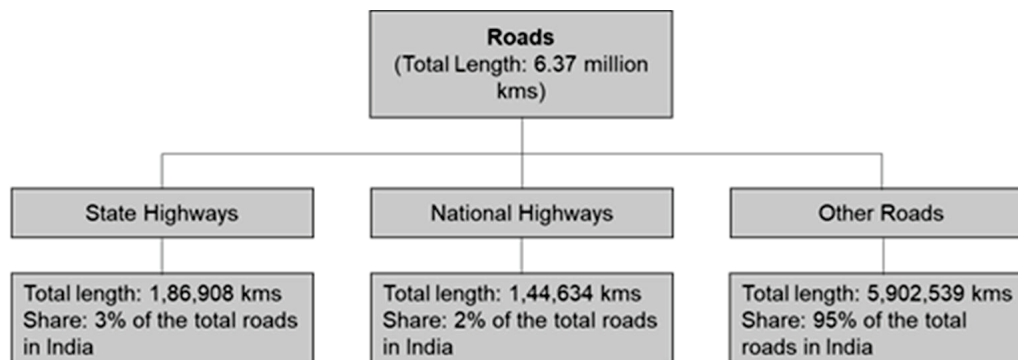 Roads
(Total Length: 6.37 million
kms)
State Highways
National Highways
Other Roads
Total length: 1,86,908 kms
Share: 3% of the total roads
in India
Total length: 1,44,634 kms
Share: 2% of the total roads
in India
Total length: 5,902,539 kms
Share: 95% of the total
roads in India